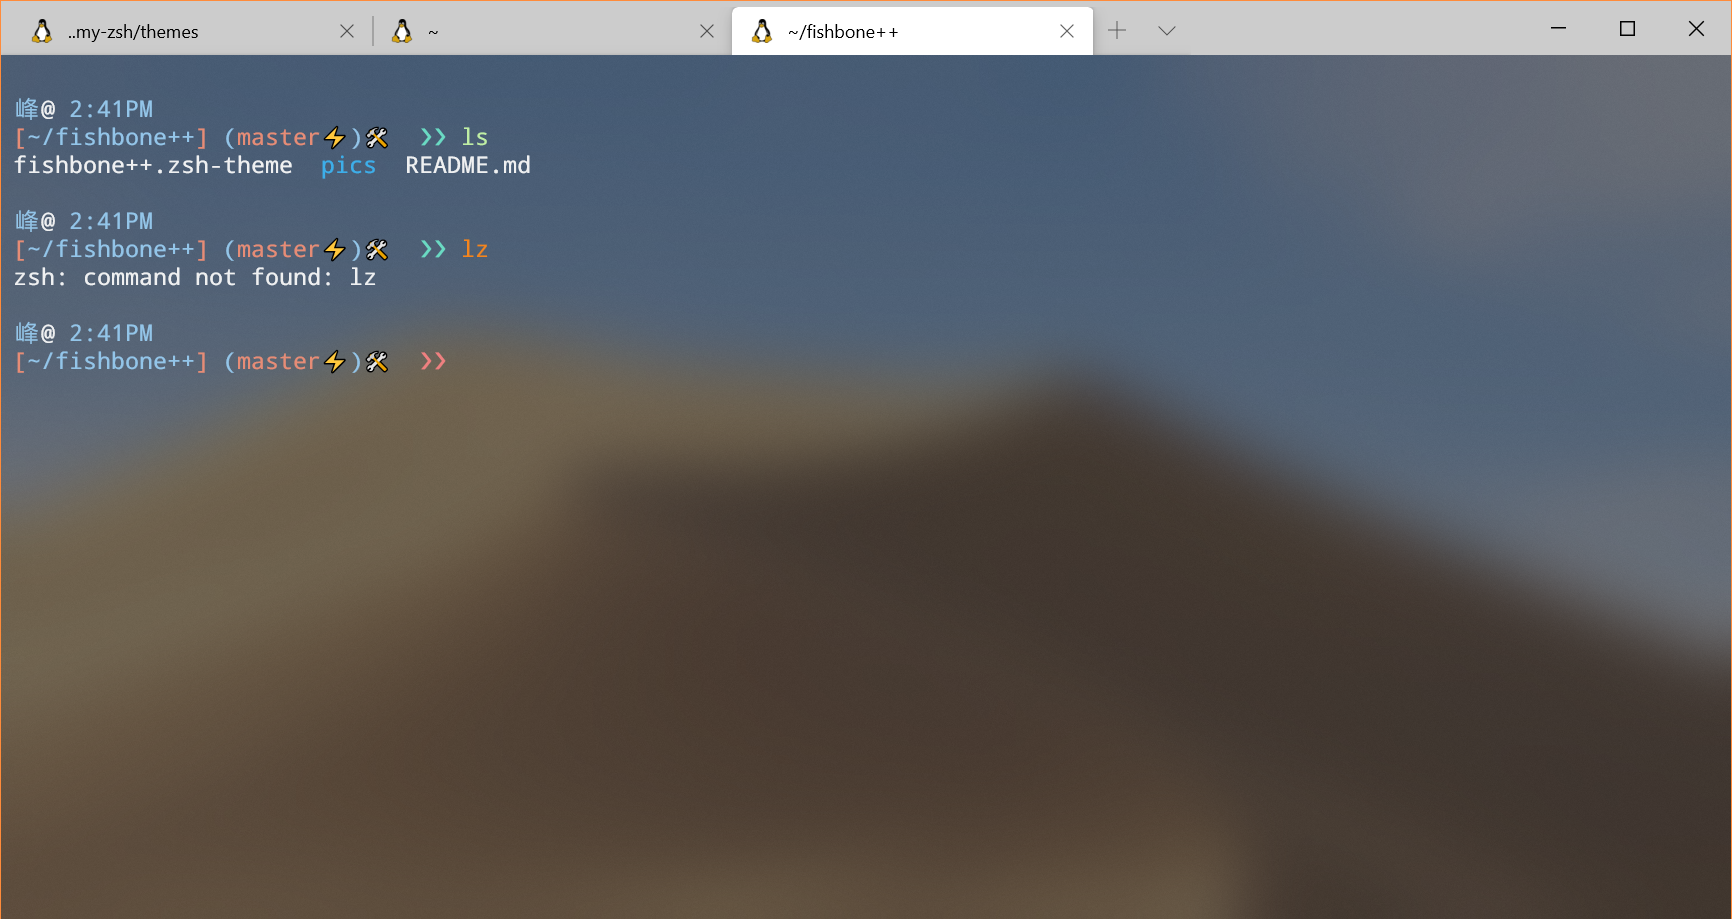 ..my-zsh/themes ~ ~/fishbone++
峰@ 2:41PM
[~/fishbone++] (master⚡)🛠 ❯❯ ls
fishbone++.zsh-theme pics README.md
峰@ 2:41PM
[~/fishbone++] (master⚡)🛠 ❯❯ lz
zsh: command not found: lz
峰@ 2:41PM
[~/fishbone++] (master⚡)🛠 ❯❯